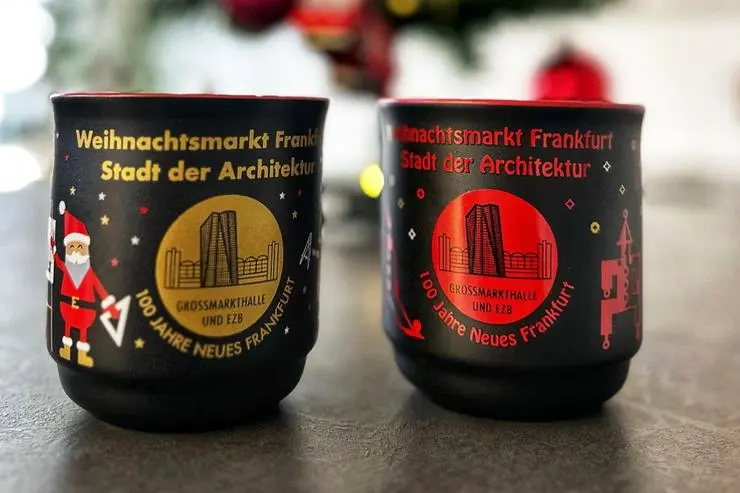 Weihnachtsmarkt Frankf
Stadt der Architektur
GROSSMARKTHALLE
UND EZB
100 JAHRE NEUES FRANKFURT
eihnachtsmarkt Frankfurt
Stadt der Architektur
GROSSMARKTHALLE
UND EZB
100 Jahre Neues Frankfurt